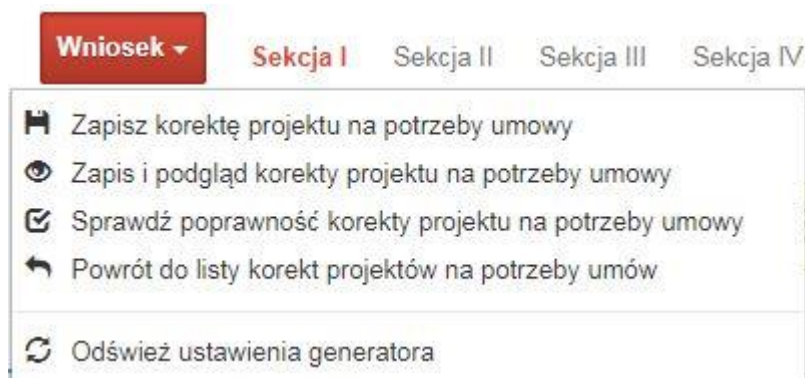 Wniosek Sekcja I Sekcja II Sekcja III Sekcja IV
Zapisz korektę projektu na potrzeby umowy
Zapis i podgląd korekty projektu na potrzeby umowy
Sprawdź poprawność korekty projektu na potrzeby umowy
Powrót do listy korekt projektów na potrzeby umów
Odśwież ustawienia generatora